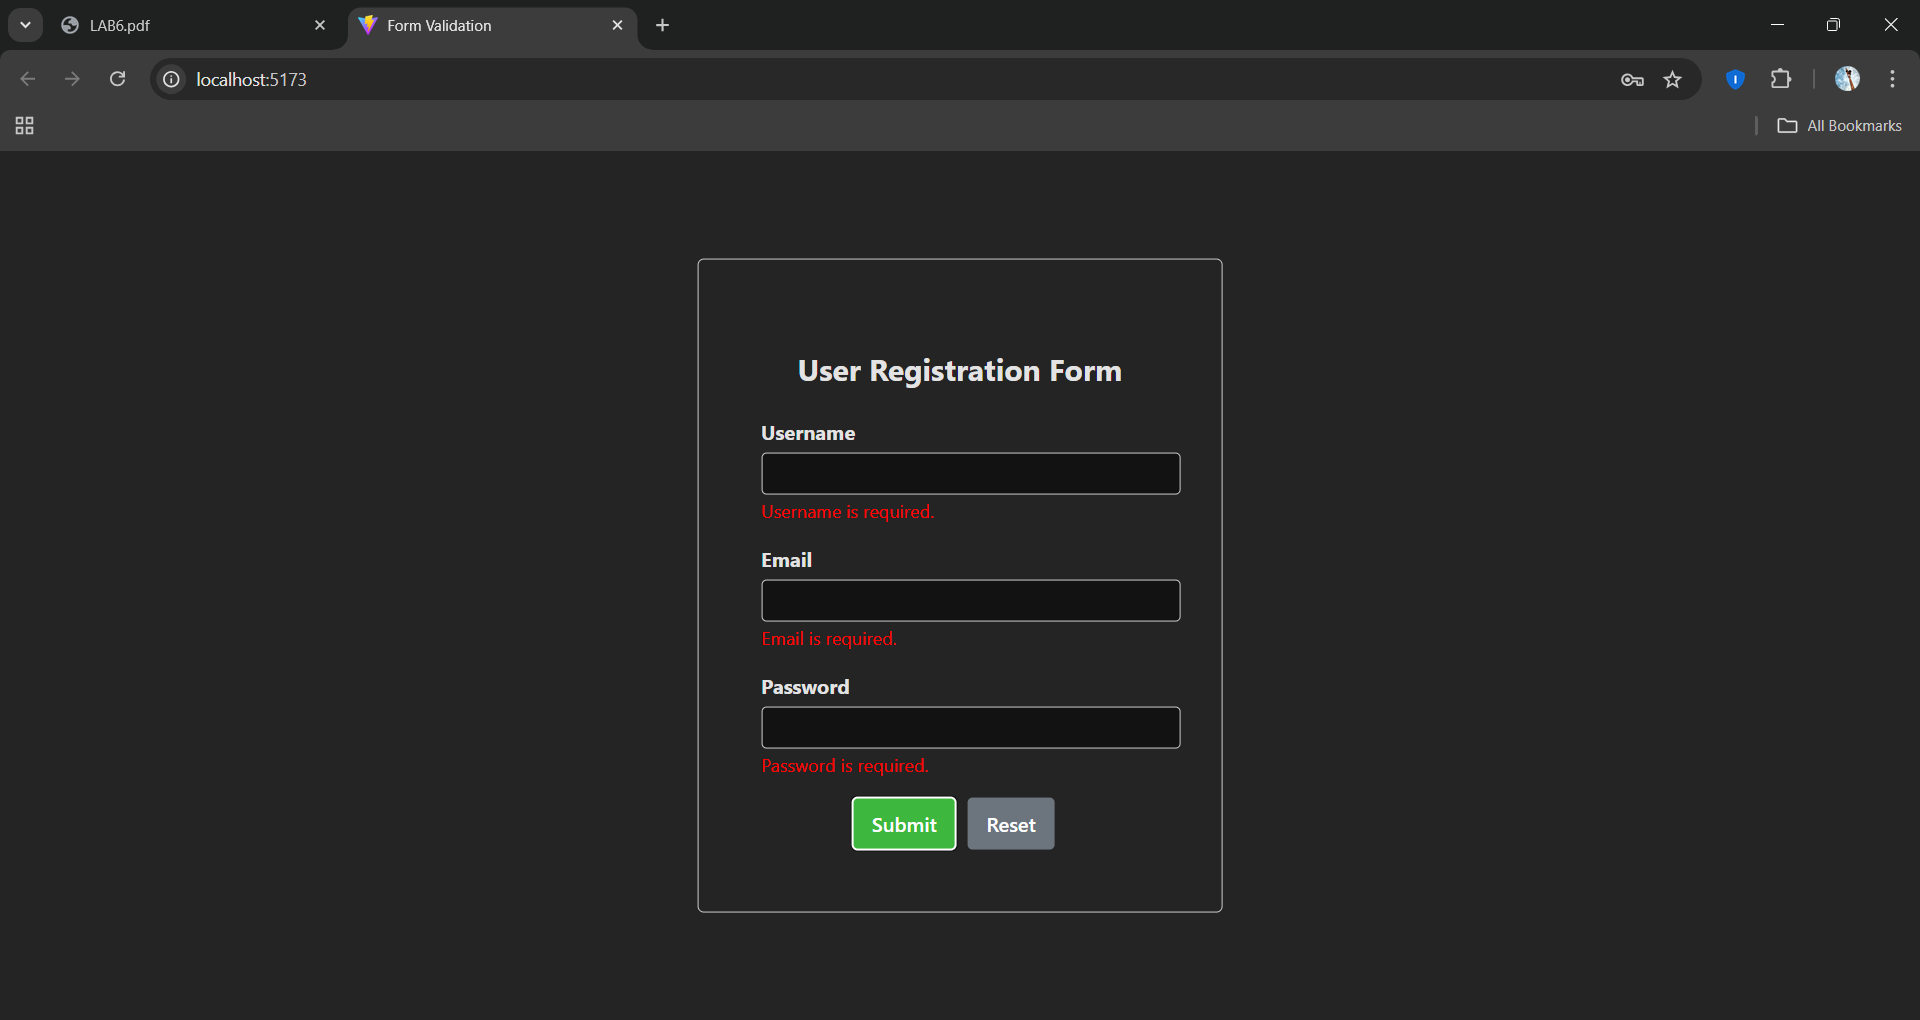 LAB6.pdf
Form Validation
localhost:5173
All Bookmarks
User Registration Form
Username
Username is required.
Email
Email is required.
Password
Password is required.
Submit Reset